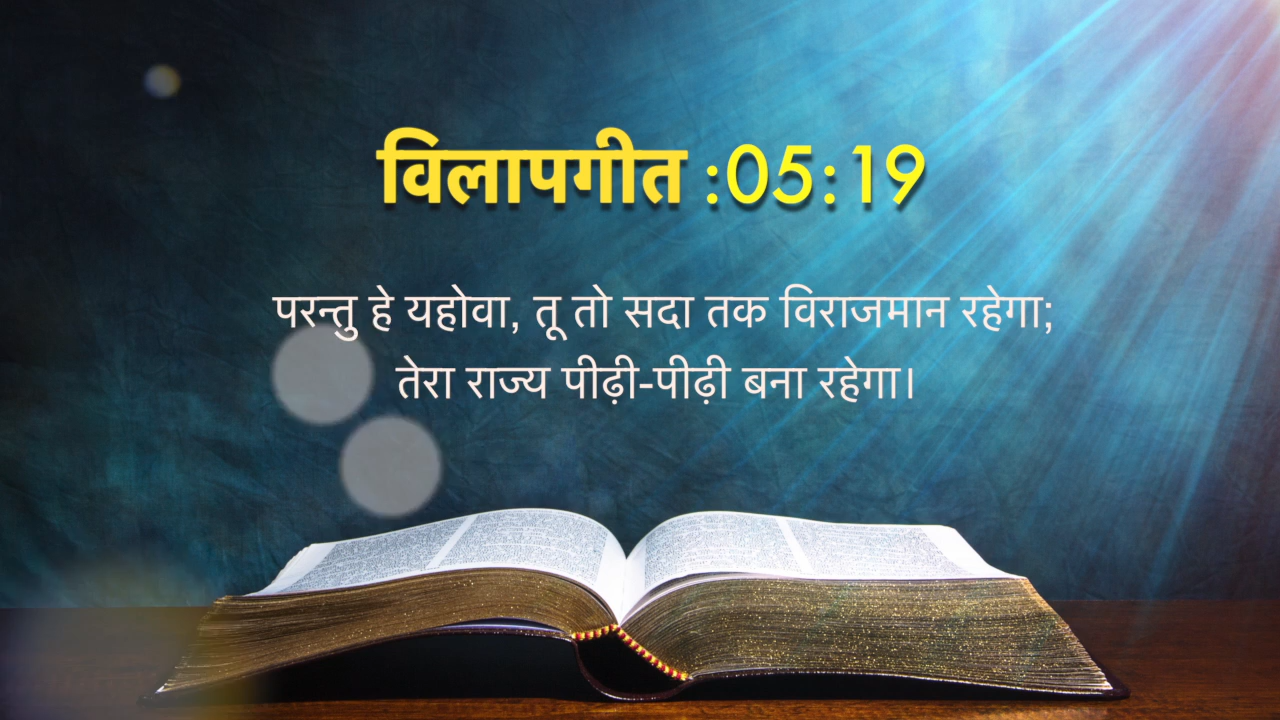 विलापगीत :05:19
परन्तु हे यहोवा, तू तो सदा तक विराजमान रहेगा;
तेरा राज्य पीढ़ी-पीढ़ी बना रहेगा।